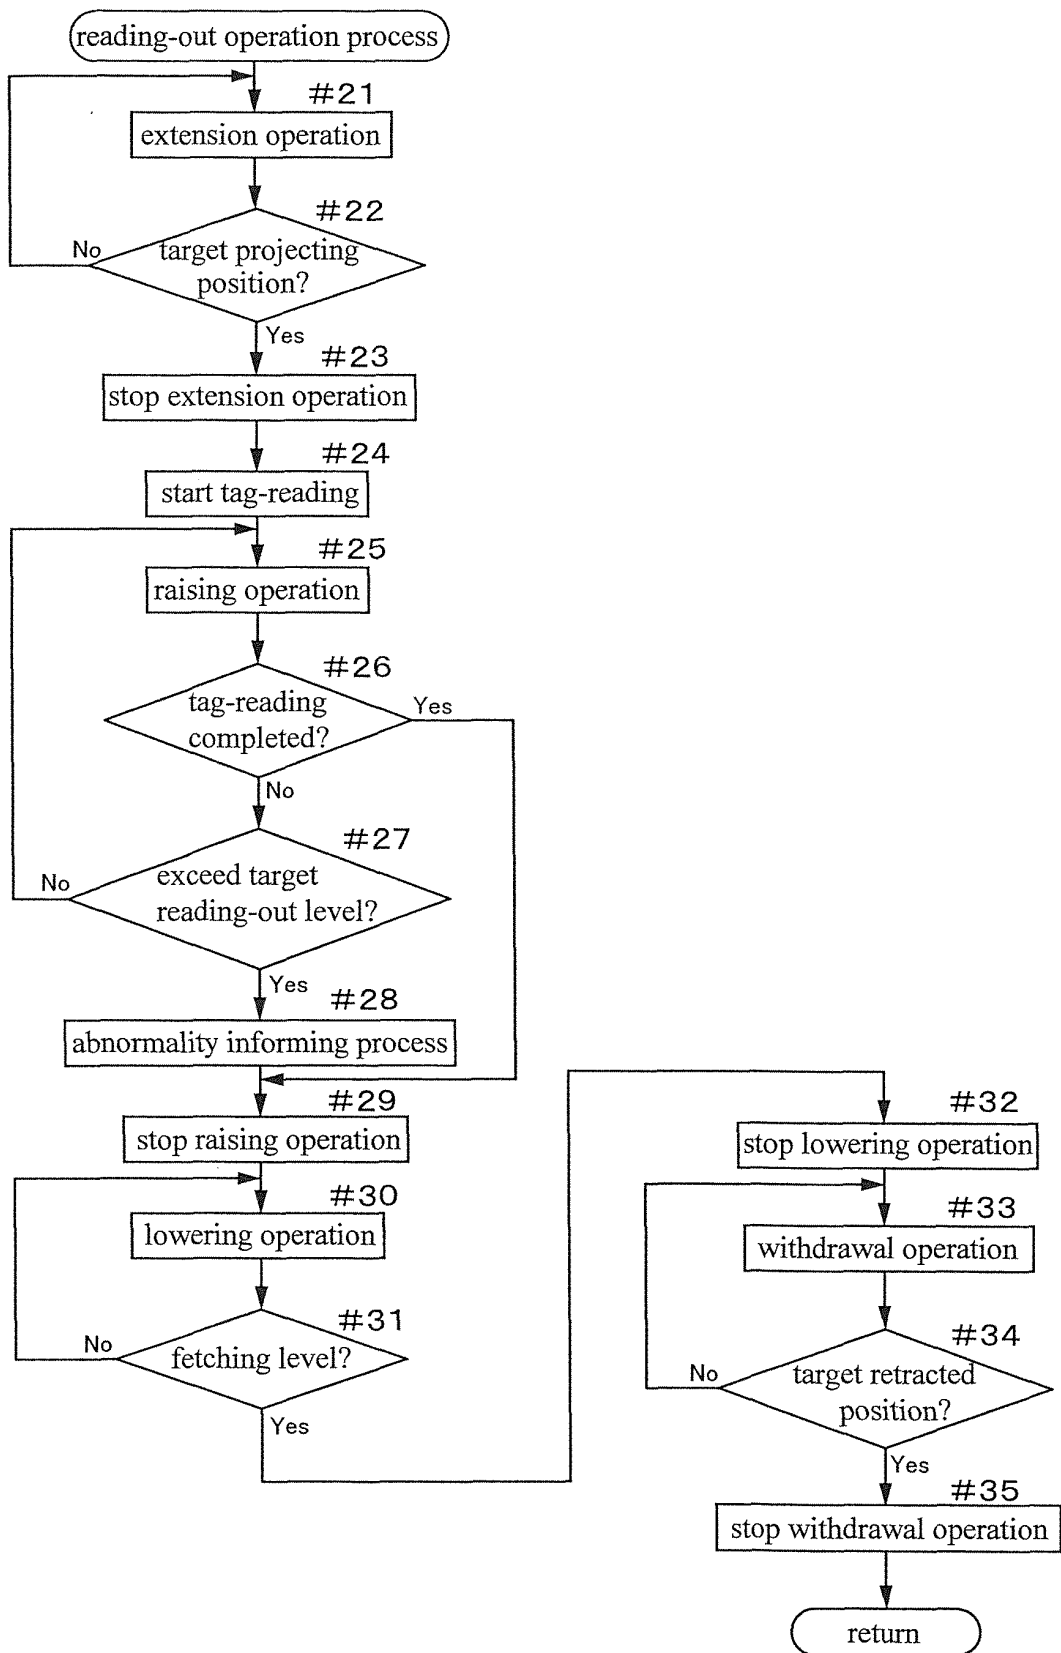 reading-out operation process
#21
extension operation
#22
No
target projecting
position?
Yes
#23
stop extension operation
#24
start tag-reading
#25
raising operation
#26
tag-reading
completed?
Yes
No
#27
No
exceed target
reading-out level?
Yes
#28
abnormality informing process
#29
stop raising operation
#30
lowering operation
#31
No
fetching level?
Yes
#32
stop lowering operation
#33
withdrawal operation
#34
No
target retracted
position?
Yes
#35
stop withdrawal operation
return